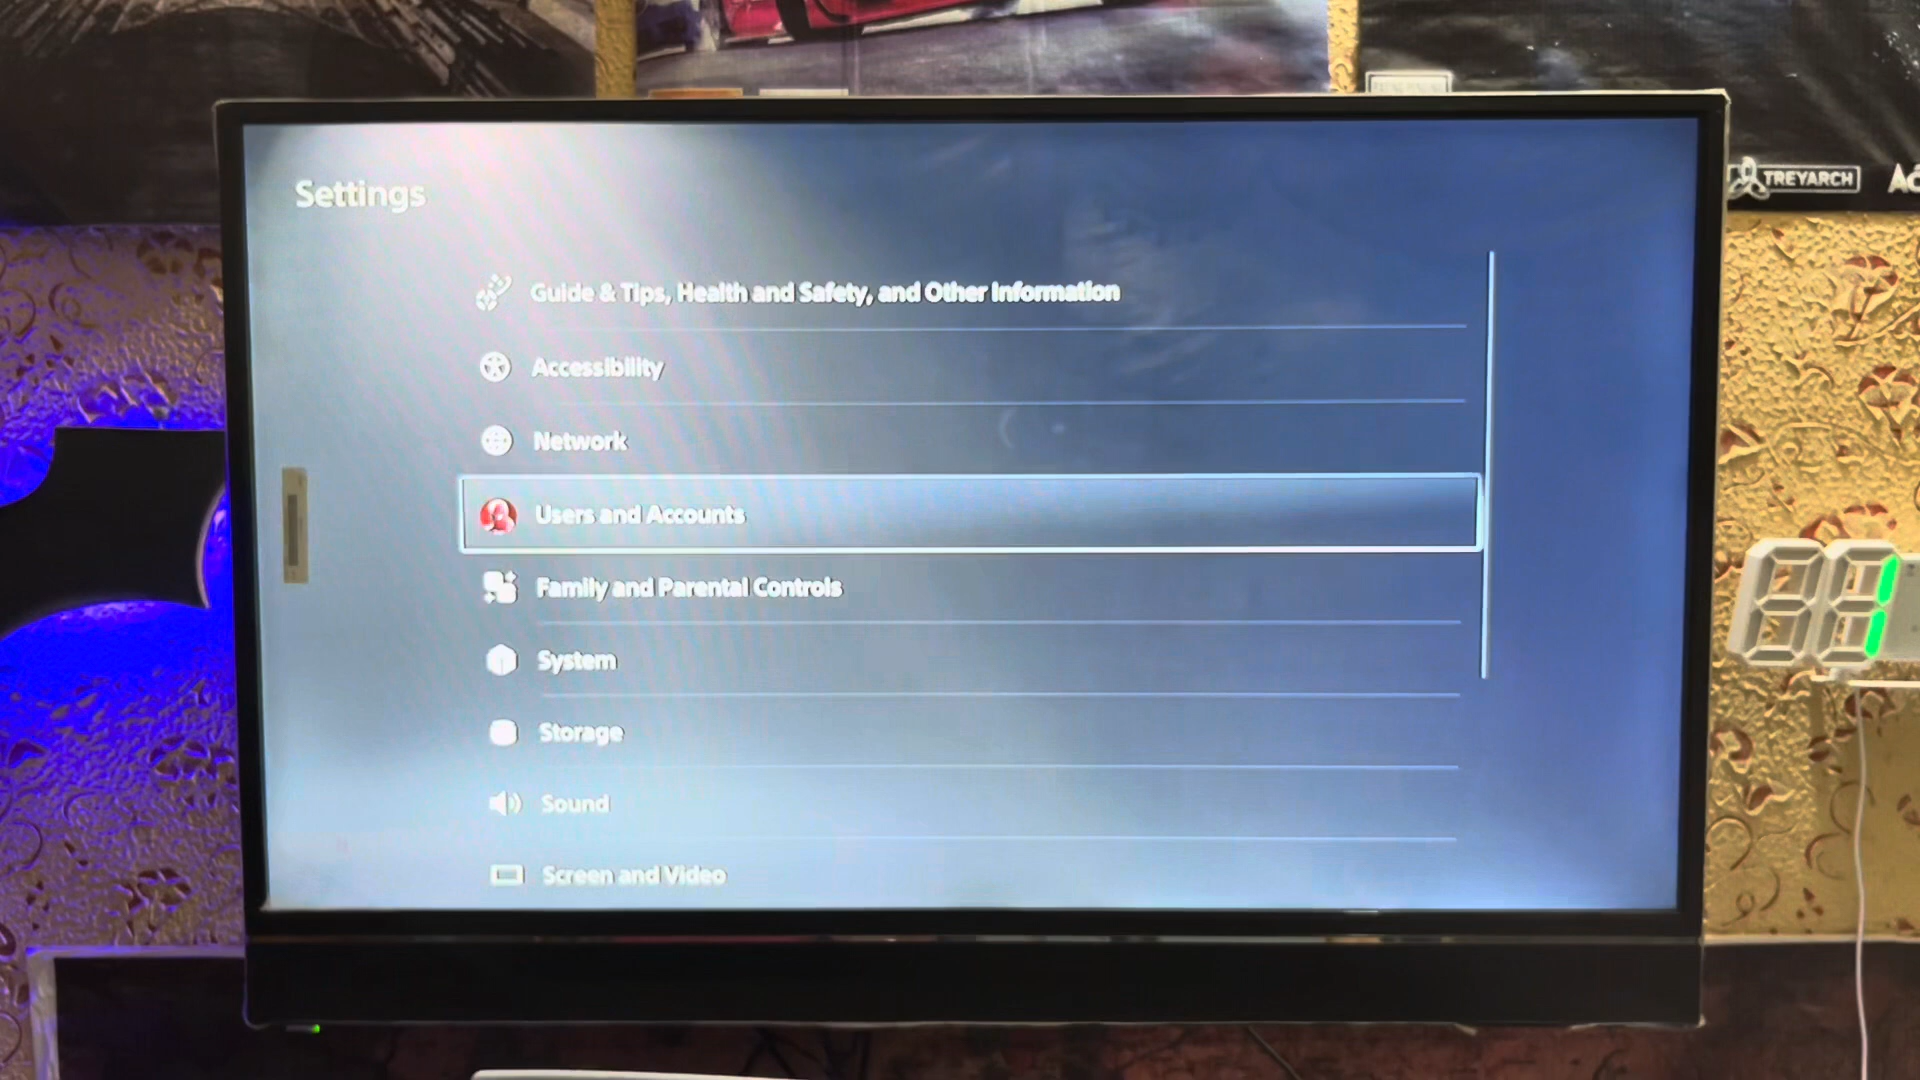 TREYARCH
Settings
Guide & Tips, Health and Safety, and Other Information
Accessibility
Network
Users and Accounts
Family and Parental Controls
System
Storage
Sound
Screen and Video